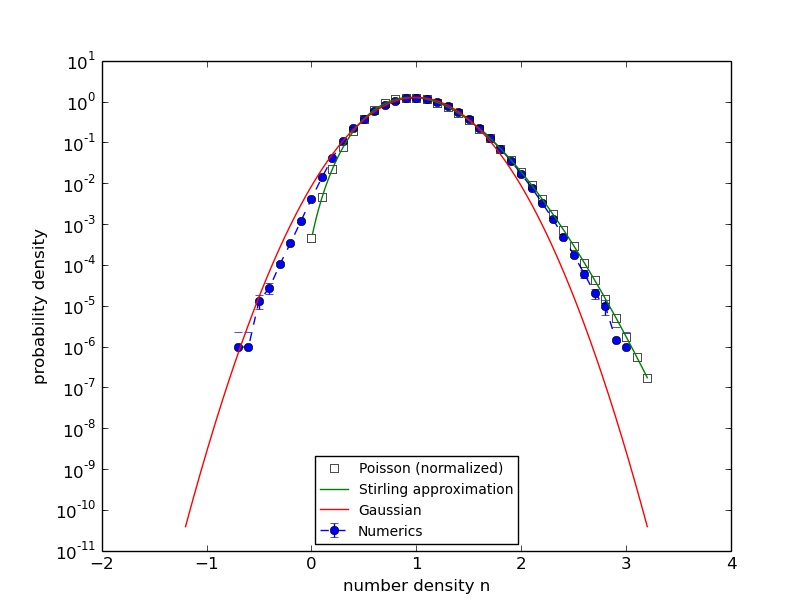 10^1
10^0
10^-1
10^-2
10^-3
10^-4
10^-5
10^-6
10^-7
10^-8
10^-9
10^-10
10^-11
probability density
Poisson (normalized)
Stirling approximation
Gaussian
Numerics
−2 −1 0 1 2 3 4
number density n